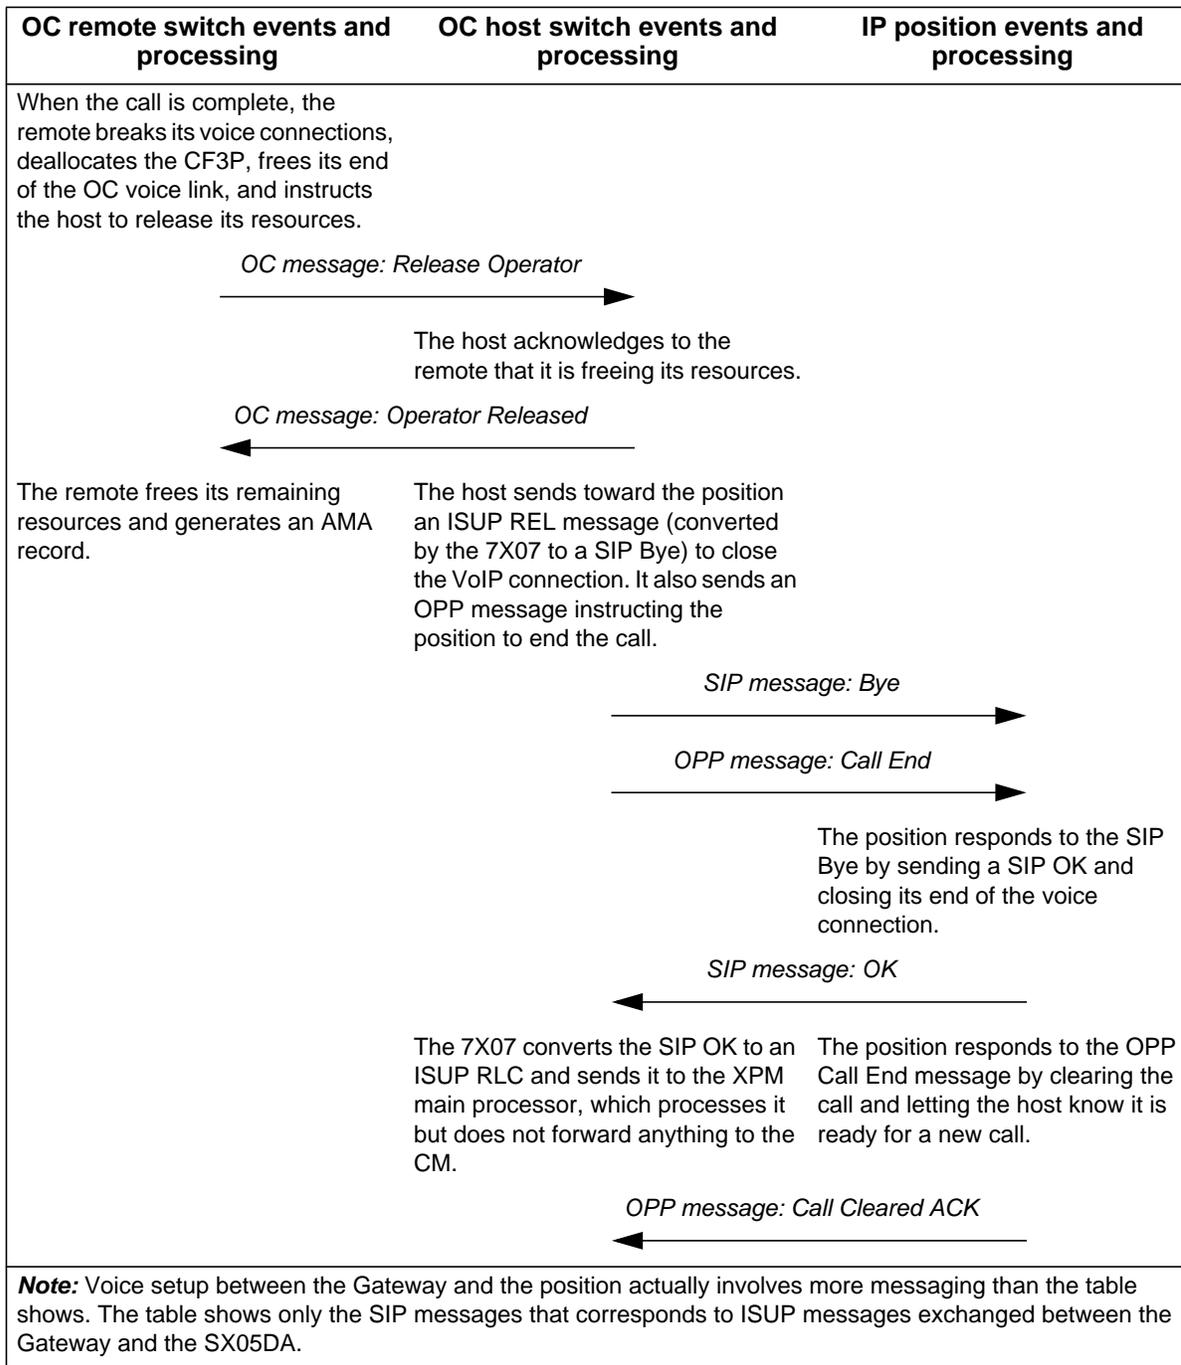 OC remote switch events and processing
OC host switch events and processing
IP position events and processing
When the call is complete, the
remote breaks its voice connections,
deallocates the CF3P, frees its end
of the OC voice link, and instructs
the host to release its resources.
OC message: Release Operator
The host acknowledges to the
remote that it is freeing its resources.
OC message: Operator Released
The remote frees its remaining
resources and generates an AMA
record.
The host sends toward the position
an ISUP REL message (converted
by the 7X07 to a SIP Bye) to close
the VoIP connection. It also sends an
OPP message instructing the
position to end the call.
SIP message: Bye
OPP message: Call End
The position responds to the SIP
Bye by sending a SIP OK and
closing its end of the voice
connection.
SIP message: OK
The 7X07 converts the SIP OK to an
ISUP RLC and sends it to the XPM
main processor, which processes it
but does not forward anything to the
CM.
The position responds to the OPP
Call End message by clearing the
call and letting the host know it is
ready for a new call.
OPP message: Call Cleared ACK
Note: Voice setup between the Gateway and the position actually involves more messaging than the table
shows. The table shows only the SIP messages that corresponds to ISUP messages exchanged between the
Gateway and the SX05DA.